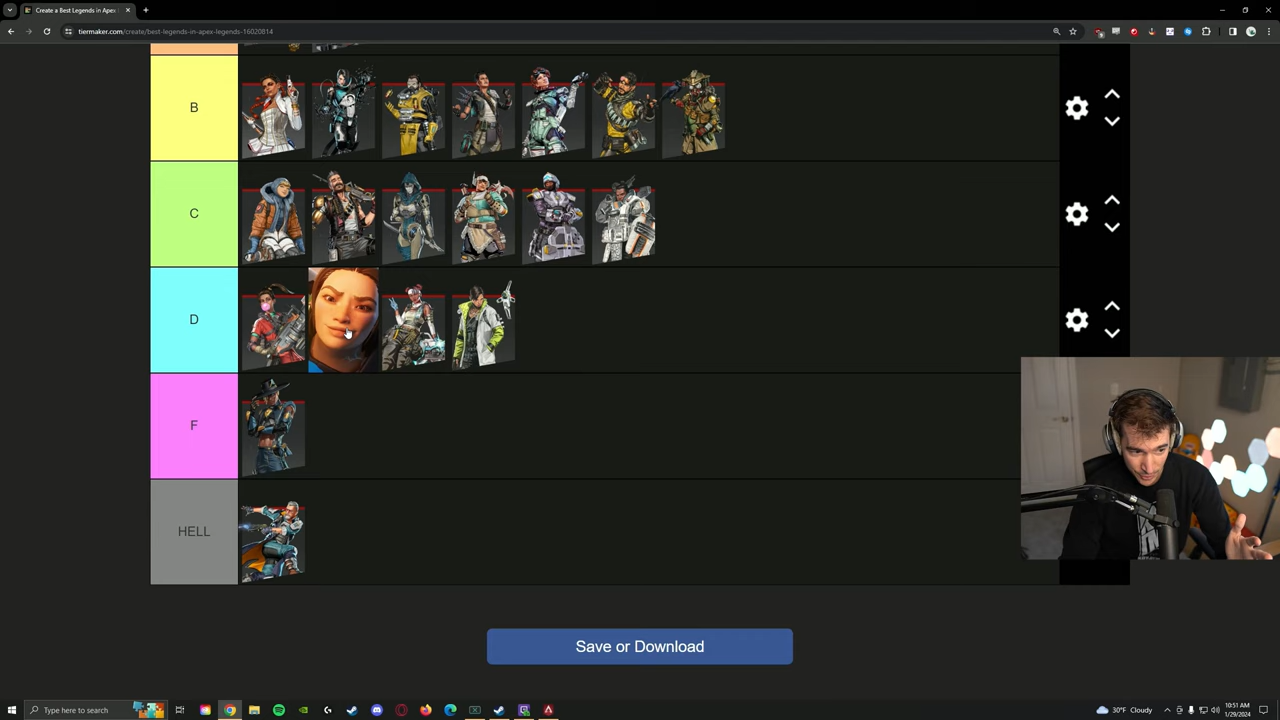 Create a Best Legends in Apex
tiermaker.com/create/best-legends-in-apex-legends-16020814
B
C
D
F
HELL
Save or Download
Type here to search
30°F Cloudy
10:51 AM
1/29/2024